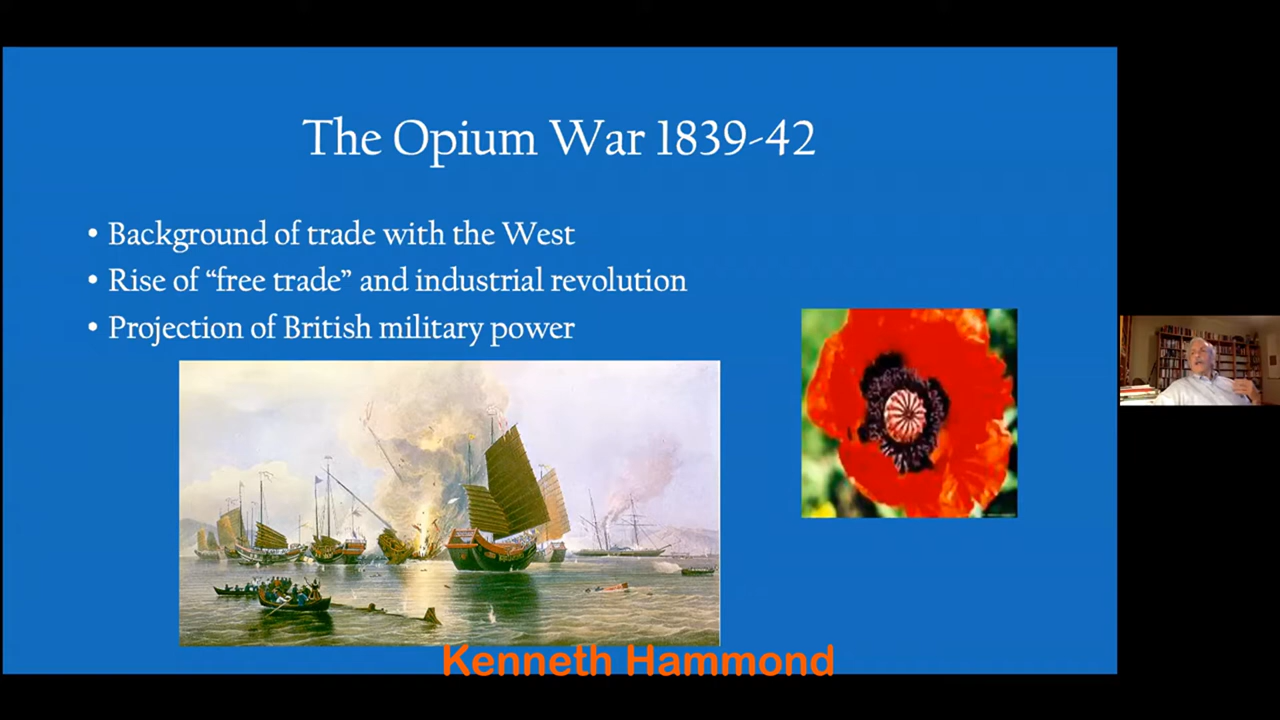 The Opium War 1839-42
• Background of trade with the West
• Rise of “free trade” and industrial revolution
• Projection of British military power
Kenneth Hammond